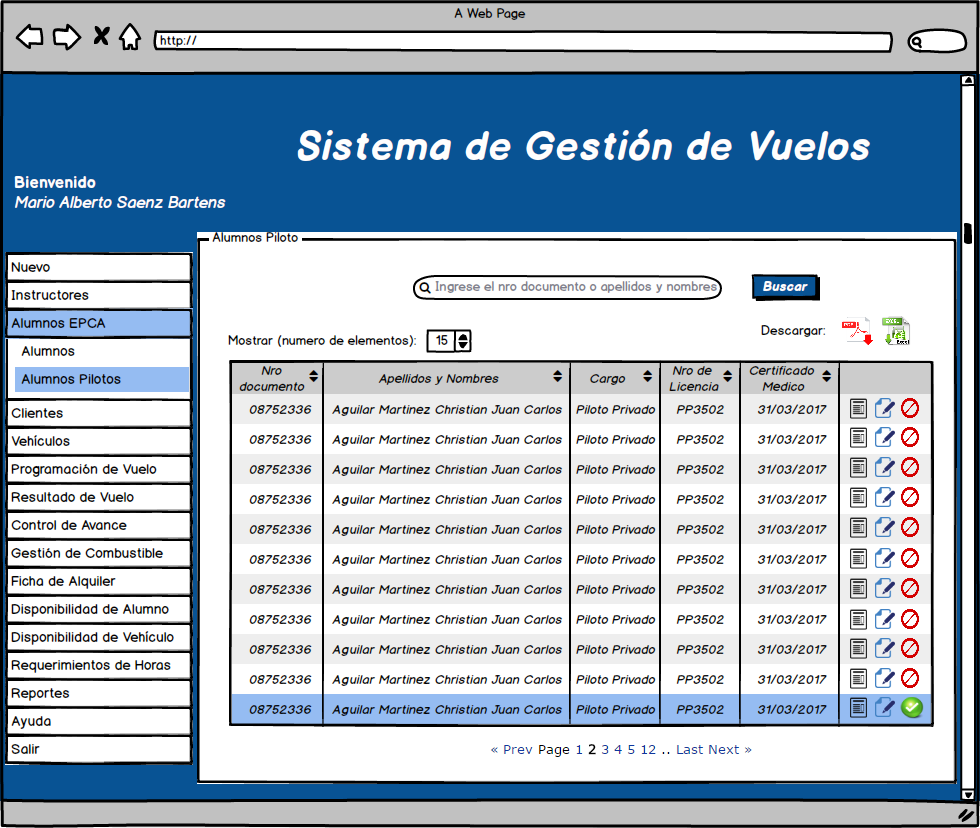 A Web Page
http://
Sistema de Gestión de Vuelos
Bienvenido
Mario Alberto Saenz Bartens
Nuevo
Instructores
Alumnos EPCA
Alumnos
Alumnos Pilotos
Clientes
Vehículos
Programación de Vuelo
Resultado de Vuelo
Control de Avance
Gestión de Combustible
Ficha de Alquiler
Disponibilidad de Alumno
Disponibilidad de Vehículo
Requerimientos de Horas
Reportes
Ayuda
Salir
Alumnos Piloto
Ingrese el nro documento o apellidos y nombres
Buscar
Mostrar (numero de elementos): 15
Descargar:
EXCEL
Excel
Nro documento Apellidos y Nombres Cargo Nro de Licencia Certificado Medico
08752336 Aguilar Martinez Christian Juan Carlos Piloto Privado PP3502 31/03/2017
08752336 Aguilar Martinez Christian Juan Carlos Piloto Privado PP3502 31/03/2017
08752336 Aguilar Martinez Christian Juan Carlos Piloto Privado PP3502 31/03/2017
08752336 Aguilar Martinez Christian Juan Carlos Piloto Privado PP3502 31/03/2017
08752336 Aguilar Martinez Christian Juan Carlos Piloto Privado PP3502 31/03/2017
08752336 Aguilar Martinez Christian Juan Carlos Piloto Privado PP3502 31/03/2017
08752336 Aguilar Martinez Christian Juan Carlos Piloto Privado PP3502 31/03/2017
08752336 Aguilar Martinez Christian Juan Carlos Piloto Privado PP3502 31/03/2017
08752336 Aguilar Martinez Christian Juan Carlos Piloto Privado PP3502 31/03/2017
08752336 Aguilar Martinez Christian Juan Carlos Piloto Privado PP3502 31/03/2017
08752336 Aguilar Martinez Christian Juan Carlos Piloto Privado PP3502 31/03/2017
« Prev Page 1 2 3 4 5 12 .. Last Next »